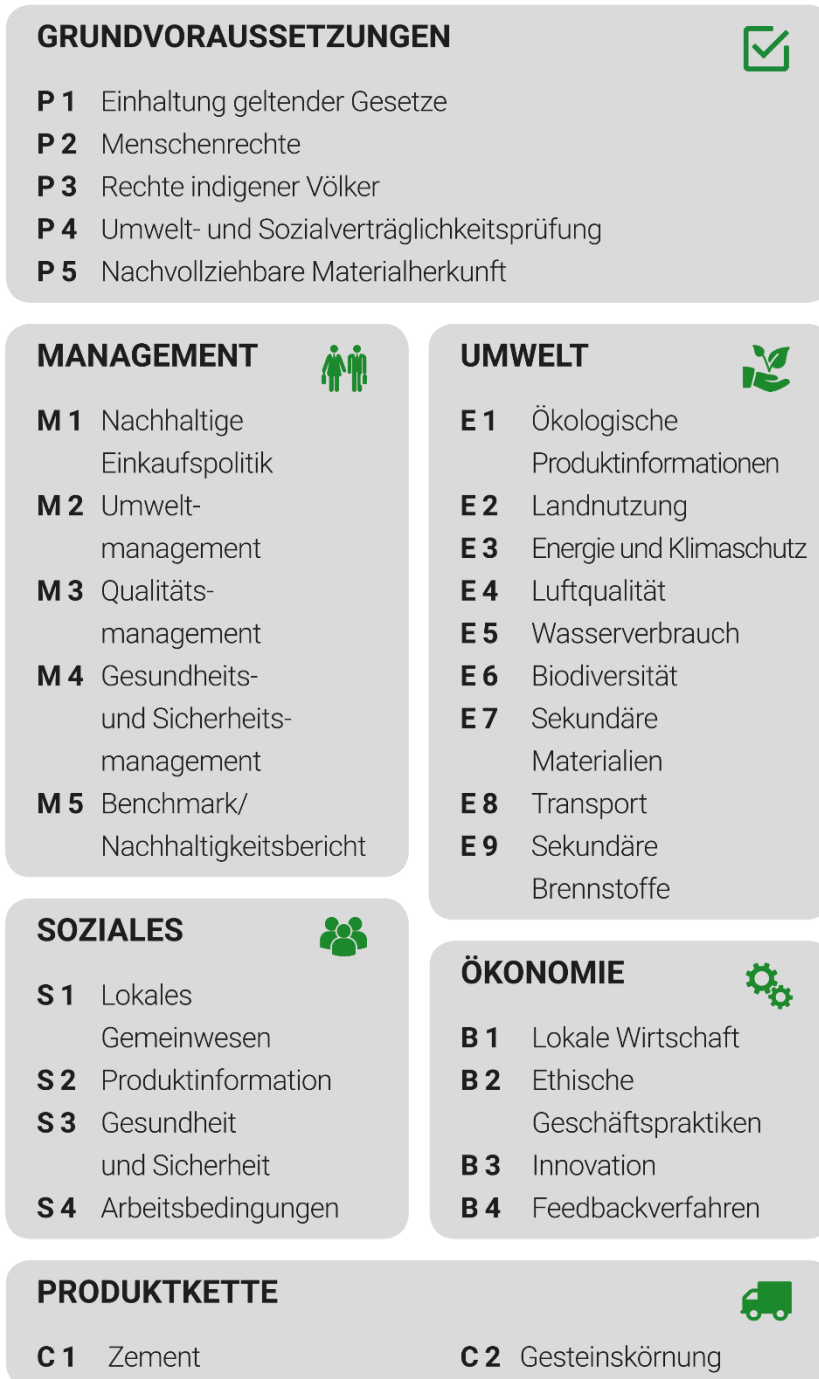 GRUNDVORAUSSETZUNGEN
P 1 Einhaltung geltender Gesetze
P 2 Menschenrechte
P 3 Rechte indigener Völker
P 4 Umwelt- und Sozialverträglichkeitsprüfung
P 5 Nachvollziehbare Materialherkunft
MANAGEMENT
M 1 Nachhaltige
Einkaufspolitik
M 2 Umwelt-
management
M 3 Qualitäts-
management
M 4 Gesundheits-
und Sicherheits-
management
M 5 Benchmark/
Nachhaltigkeitsbericht
UMWELT
E 1 Ökologische
Produktinformationen
E 2 Landnutzung
E 3 Energie und Klimaschutz
E 4 Luftqualität
E 5 Wasserverbrauch
E 6 Biodiversität
E 7 Sekundäre
Materialien
E 8 Transport
E 9 Sekundäre
Brennstoffe
SOZIALES
S 1 Lokales
Gemeinwesen
S 2 Produktinformation
S 3 Gesundheit
und Sicherheit
S 4 Arbeitsbedingungen
ÖKONOMIE
B 1 Lokale Wirtschaft
B 2 Ethische
Geschäftspraktiken
B 3 Innovation
B 4 Feedbackverfahren
PRODUKTKETTE
C 1 Zement
C 2 Gesteinskörnung